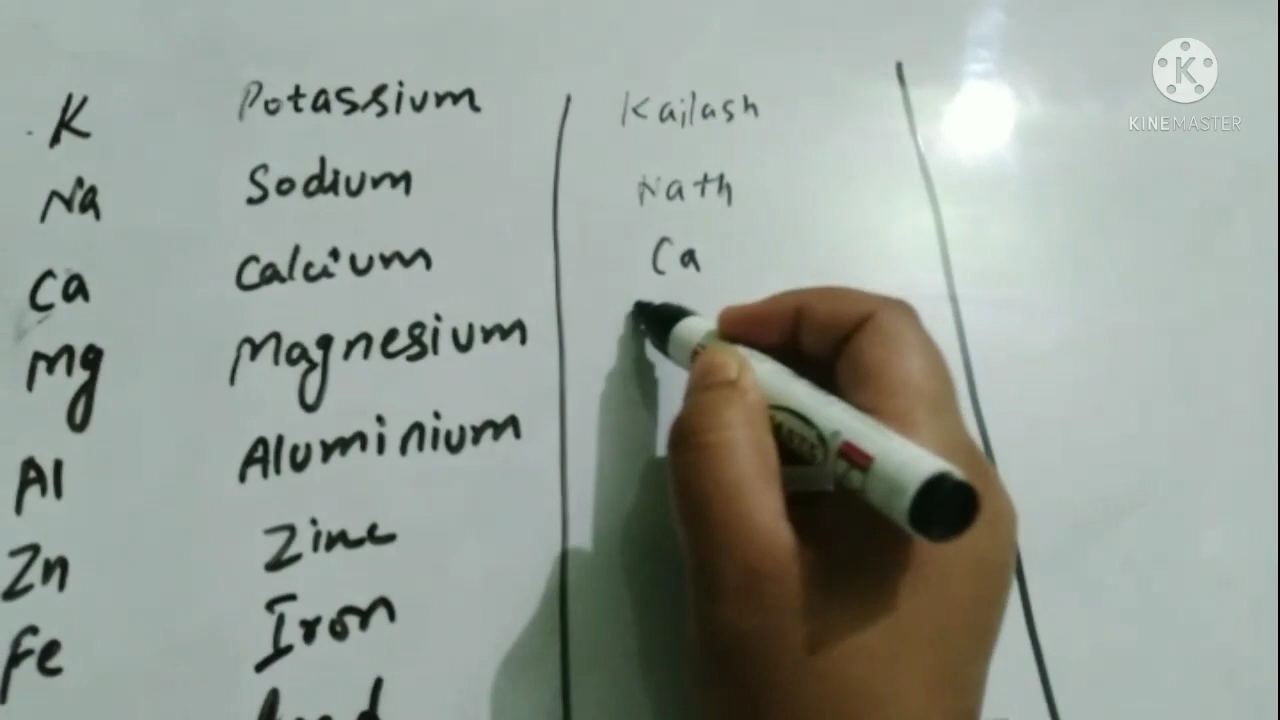 K Potassium Kailash
Na Sodium Nath
Ca Calcium Ca
Mg Magnesium
Al Aluminium
Zn Zinc
Fe Iron
K
KINEMASTER